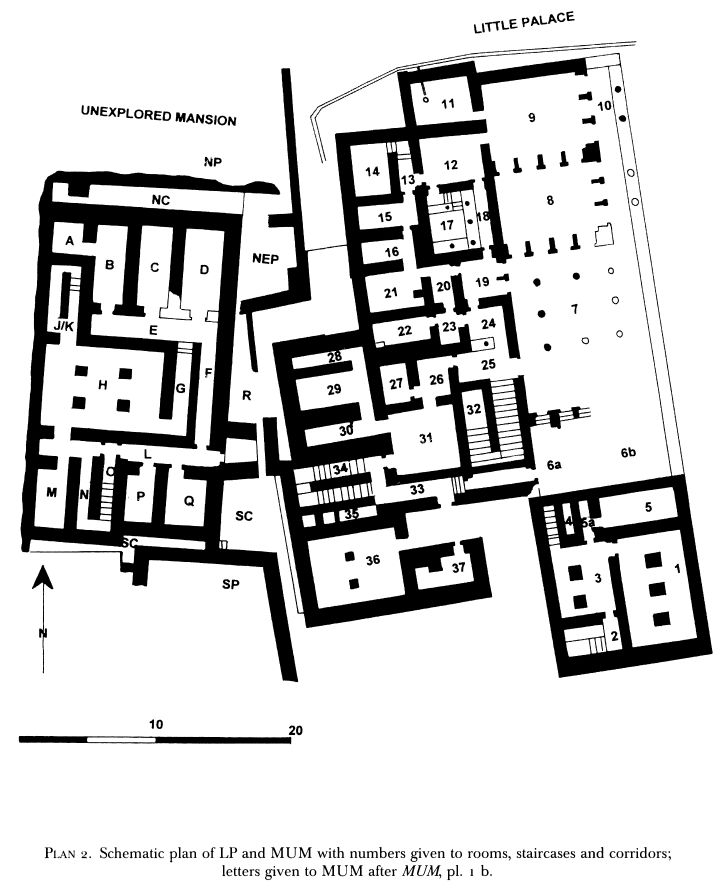 LITTLE PALACE
UNEXPLORED MANSION
NP
NC
NEP
A
B
C
D
J/K
E
F
G
H
R
L
M
N
O
P
Q
SC
SC
SP
N
11
10
9
14
12
13
8
15
17
18
16
21
20
19
7
22
23
24
28
25
29
27
26
32
30
31
34
6a
6b
33
35
4
5a
5
36
37
3
1
2
10
20
PLAN 2. Schematic plan of LP and MUM with numbers given to rooms, staircases and corridors;
letters given to MUM after MUM, pl. 1 b.